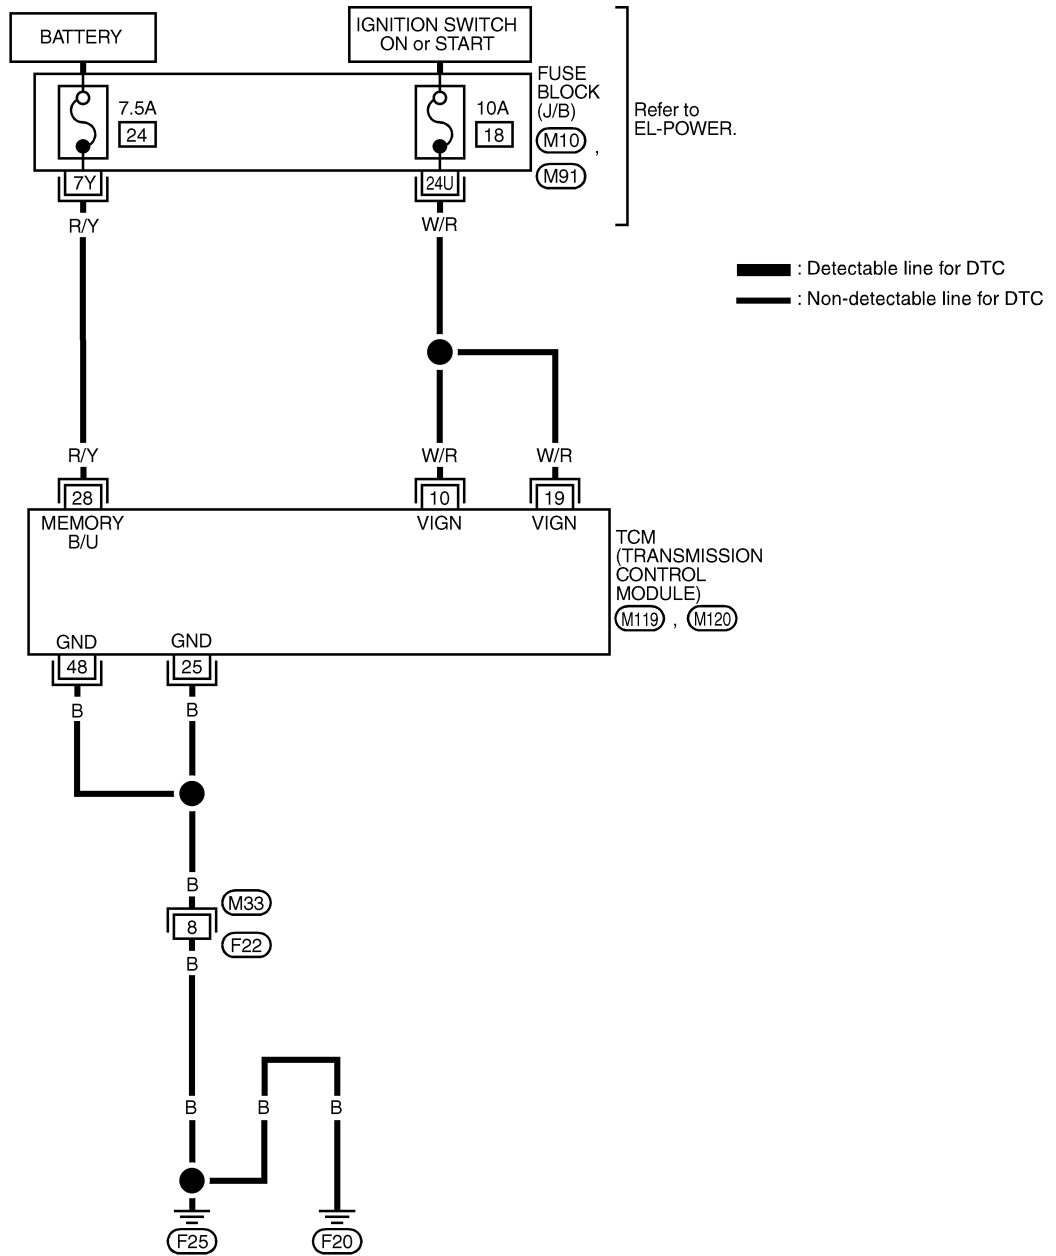 BATTERY
IGNITION SWITCH
ON or START
7.5A
24
10A
18
FUSE
BLOCK
(J/B)
M10 ,
M91
Refer to
EL-POWER.
7Y
24U
R/Y
W/R
: Detectable line for DTC
: Non-detectable line for DTC
R/Y
W/R
W/R
28
10
19
MEMORY
B/U
VIGN
VIGN
TCM
(TRANSMISSION
CONTROL
MODULE)
M119 , M120
GND
GND
48
25
B
B
B
M33
8
F22
B
B
B
B
F25
F20